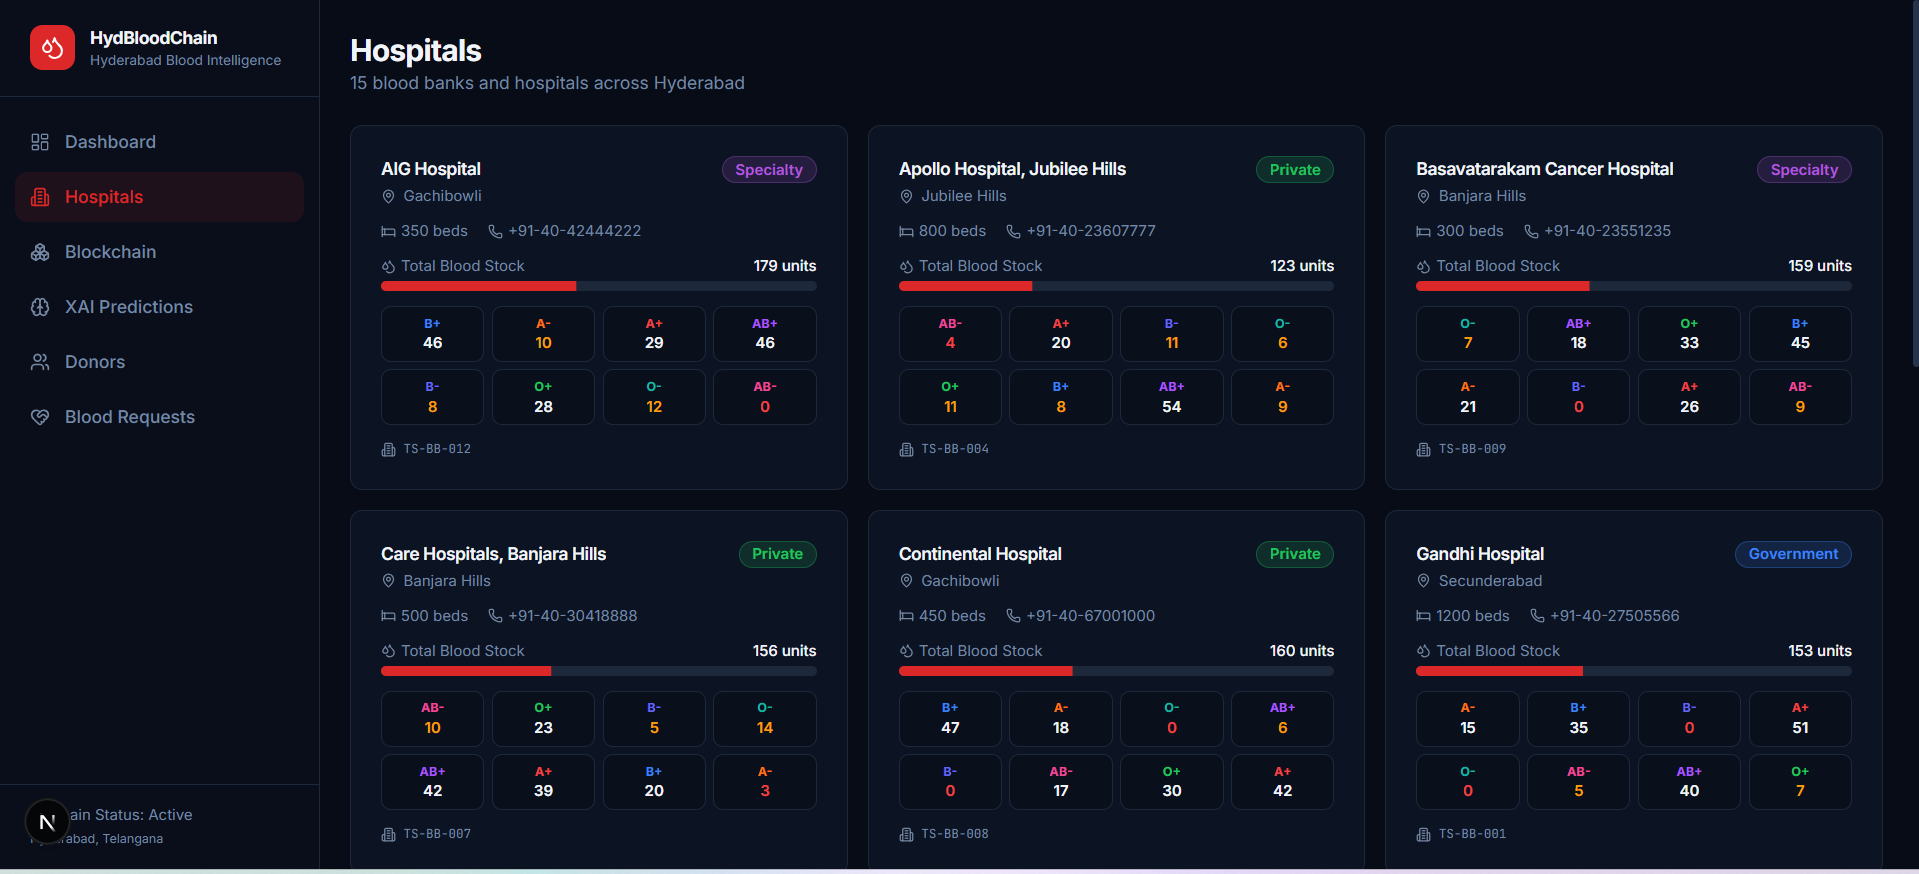 HydBloodChain
Hyderabad Blood Intelligence
Dashboard
Hospitals
Blockchain
XAI Predictions
Donors
Blood Requests
ain Status: Active
abad, Telangana
N
Hospitals
15 blood banks and hospitals across Hyderabad
AIG Hospital Specialty
Gachibowli
350 beds +91-40-42444222
Total Blood Stock 179 units
B+ A- A+ AB+
46 10 29 46
B- O+ O- AB-
8 28 12 0
TS-BB-012
Apollo Hospital, Jubilee Hills Private
Jubilee Hills
800 beds +91-40-23607777
Total Blood Stock 123 units
AB- A+ B- O-
4 20 11 6
O+ B+ AB+ A-
11 8 54 9
TS-BB-004
Basavatarakam Cancer Hospital Specialty
Banjara Hills
300 beds +91-40-23551235
Total Blood Stock 159 units
O- AB+ O+ B+
7 18 33 45
A- B- A+ AB-
21 0 26 9
TS-BB-009
Care Hospitals, Banjara Hills Private
Banjara Hills
500 beds +91-40-30418888
Total Blood Stock 156 units
AB- O+ B- O-
10 23 5 14
AB+ A+ B+ A-
42 39 20 3
TS-BB-007
Continental Hospital Private
Gachibowli
450 beds +91-40-67001000
Total Blood Stock 160 units
B+ A- O- AB+
47 18 0 6
B- AB- O+ A+
0 17 30 42
TS-BB-008
Gandhi Hospital Government
Secunderabad
1200 beds +91-40-27505566
Total Blood Stock 153 units
A- B+ B- A+
15 35 0 51
O- AB- AB+ O+
0 5 40 7
TS-BB-001